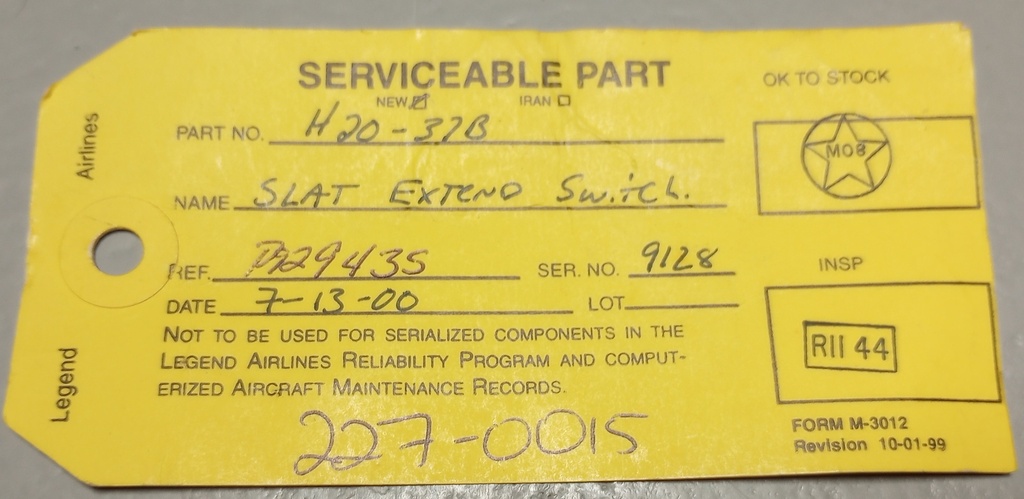 SERVICEABLE PART
NEW IRAN
OK TO STOCK
PART NO. H20-37B
MO8
NAME SLAT EXTEND SWITCH.
REF. P329435 SER. NO. 9128
INSP
DATE 7-13-00 LOT
NOT TO BE USED FOR SERIALIZED COMPONENTS IN THE
LEGEND AIRLINES RELIABILITY PROGRAM AND COMPUT-
ERIZED AIRCRAFT MAINTENANCE RECORDS.
RII 44
227-0015
FORM M-3012
Revision 10-01-99
Legend Airlines